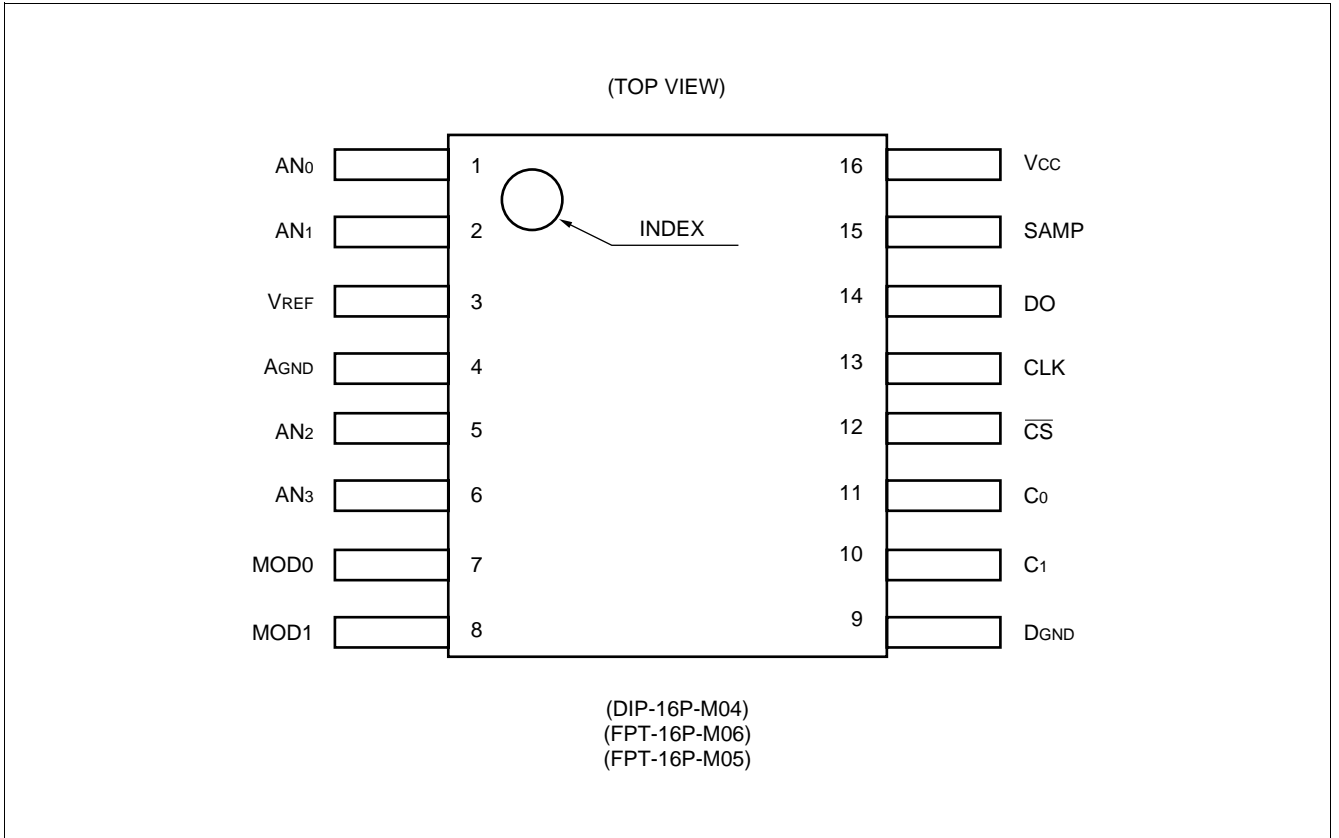 (TOP VIEW)
AN0 1 16 VCC
AN1 2 INDEX 15 SAMP
VREF 3 14 DO
AGND 4 13 CLK
AN2 5 12 C̅S̅
AN3 6 11 C0
MOD0 7 10 C1
MOD1 8 9 DGND
(DIP-16P-M04)
(FPT-16P-M06)
(FPT-16P-M05)